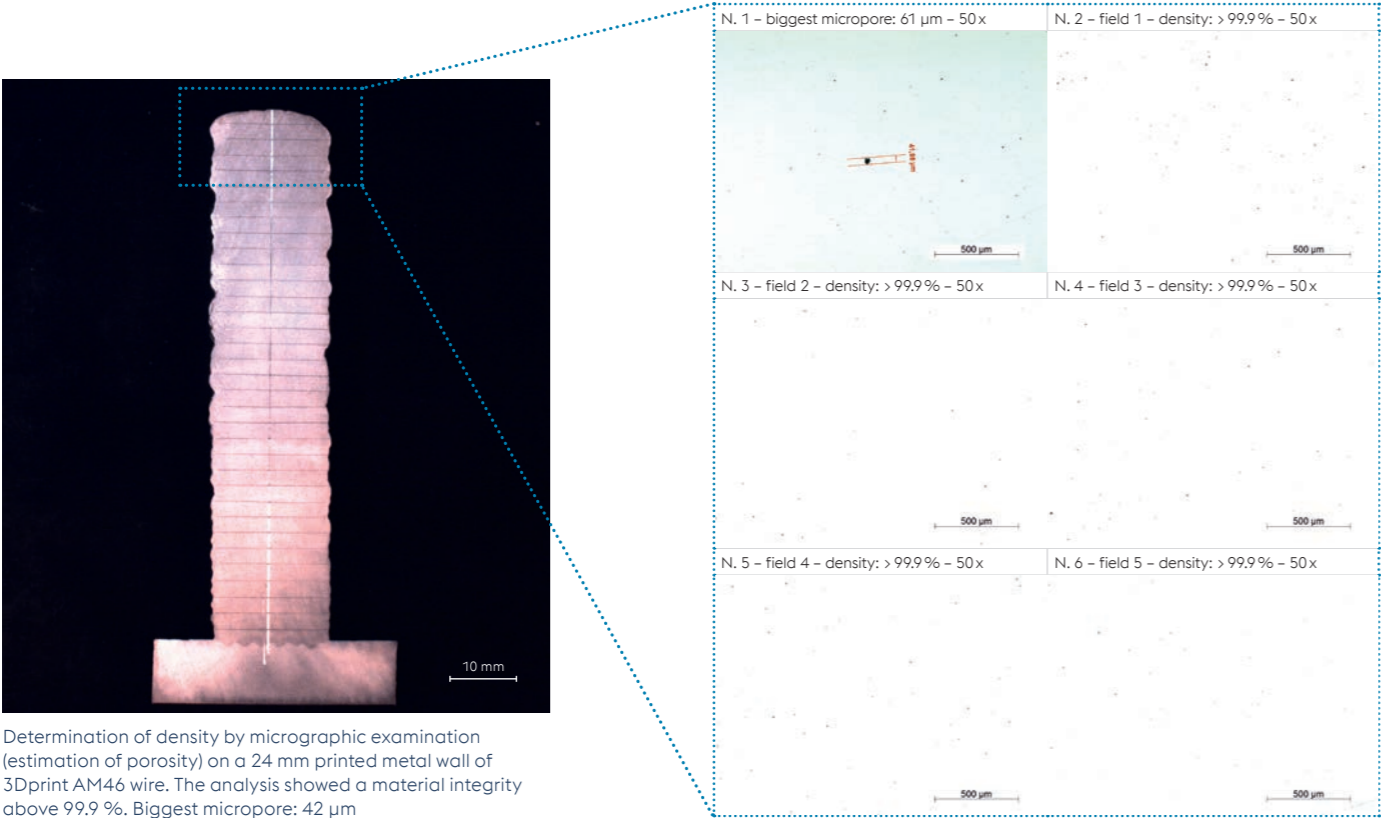 N. 1 – biggest micropore: 61 µm – 50 x
N. 2 – field 1 – density: > 99.9 % – 50 x
500 µm
500 µm
N. 3 – field 2 – density: > 99.9 % – 50 x
N. 4 – field 3 – density: > 99.9 % – 50 x
500 µm
500 µm
N. 5 – field 4 – density: > 99.9 % – 50 x
N. 6 – field 5 – density: > 99.9 % – 50 x
500 µm
500 µm
10 mm
Determination of density by micrographic examination
(estimation of porosity) on a 24 mm printed metal wall of
3Dprint AM46 wire. The analysis showed a material integrity
above 99.9 %. Biggest micropore: 42 µm